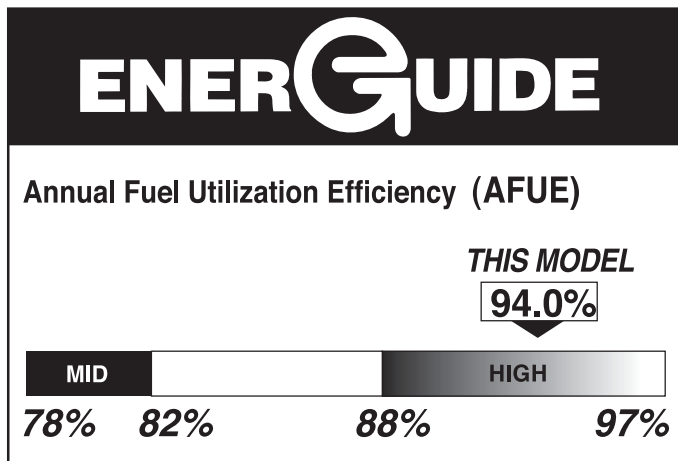 ENERGUIDE
Annual Fuel Utilization Efficiency (AFUE)
THIS MODEL
94.0%
MID HIGH
78% 82% 88% 97%